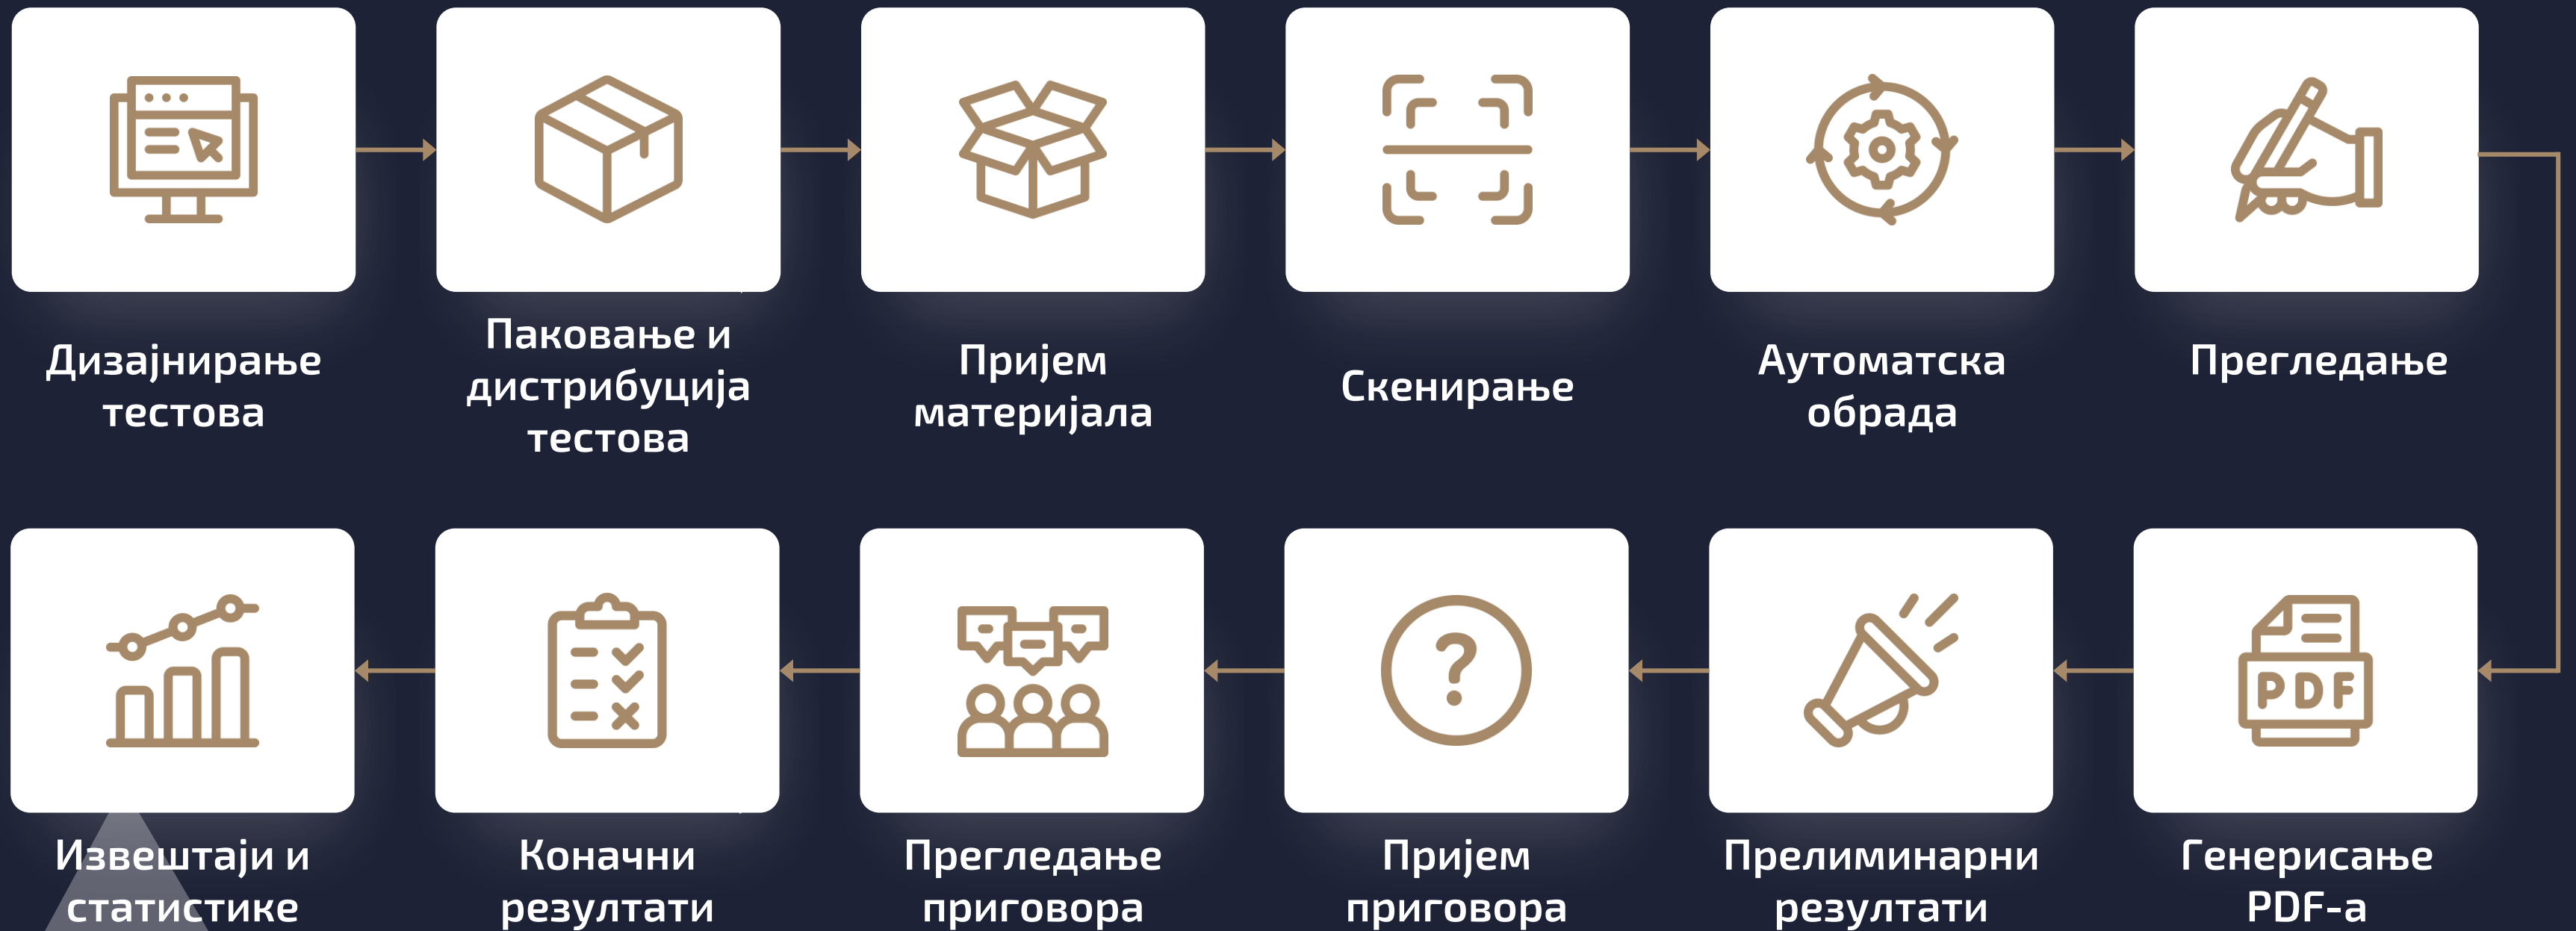 Дизајнирање
тестова
Паковање и
дистрибуција
тестова
Пријем
материјала
Скенирање
Аутоматска
обрада
Прегледање
PDF
Генерисање
PDF-а
Прелиминарни
резултати
?
Пријем
приговора
Прегледање
приговора
Коначни
резултати
Извештаји и
статистике